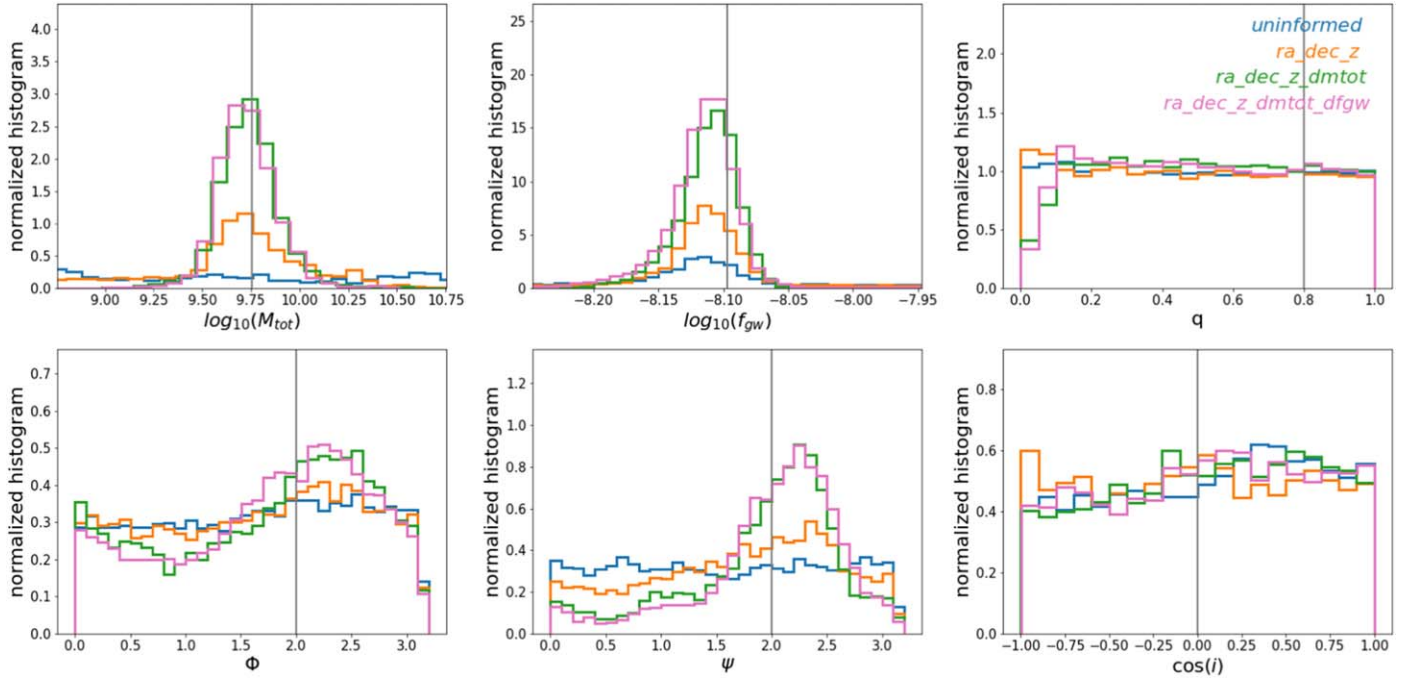 normalized histogram
4.0
3.5
3.0
2.5
2.0
1.5
1.0
0.5
0.0
9.00 9.25 9.50 9.75 10.00 10.25 10.50 10.75
log10(Mtot)
normalized histogram
25
20
15
10
5
0
−8.20 −8.15 −8.10 −8.05 −8.00 −7.95
log10(fgw)
normalized histogram
2.0
1.5
1.0
0.5
0.0
0.0 0.2 0.4 0.6 0.8 1.0
q
uninformed
ra_dec_z
ra_dec_z_dmtot
ra_dec_z_dmtot_dfgw
normalized histogram
0.7
0.6
0.5
0.4
0.3
0.2
0.1
0.0
0.0 0.5 1.0 1.5 2.0 2.5 3.0
Φ
normalized histogram
1.2
1.0
0.8
0.6
0.4
0.2
0.0
0.0 0.5 1.0 1.5 2.0 2.5 3.0
ψ
normalized histogram
0.8
0.6
0.4
0.2
0.0
−1.00 −0.75 −0.50 −0.25 0.00 0.25 0.50 0.75 1.00
cos(i)